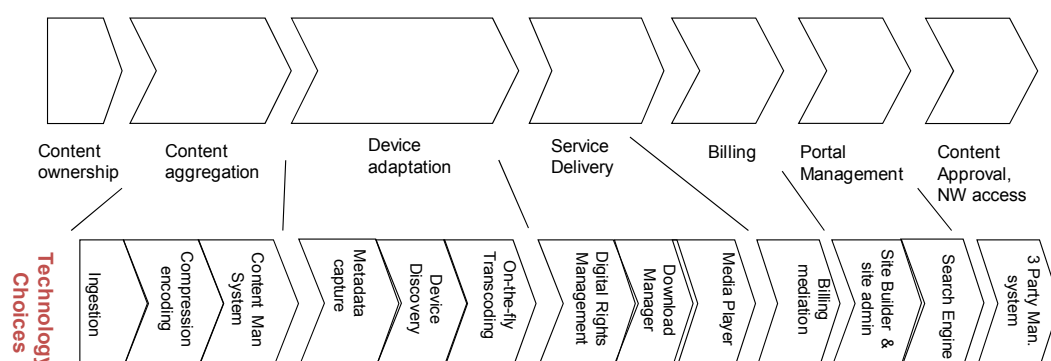 Content
ownership
Content
aggregation
Device
adaptation
Service
Delivery
Billing
Portal
Management
Content
Approval,
NW access
Technology
Choices
Ingestion
Compression
encoding
Content Man
System
Metadata
capture
Device
Discovery
On-the-fly
Transcoding
Digital Rights
Management
Download
Manager
Media Player
Billing
mediation
Site Builder &
site admin
Search Engine
3 Party Man.
system